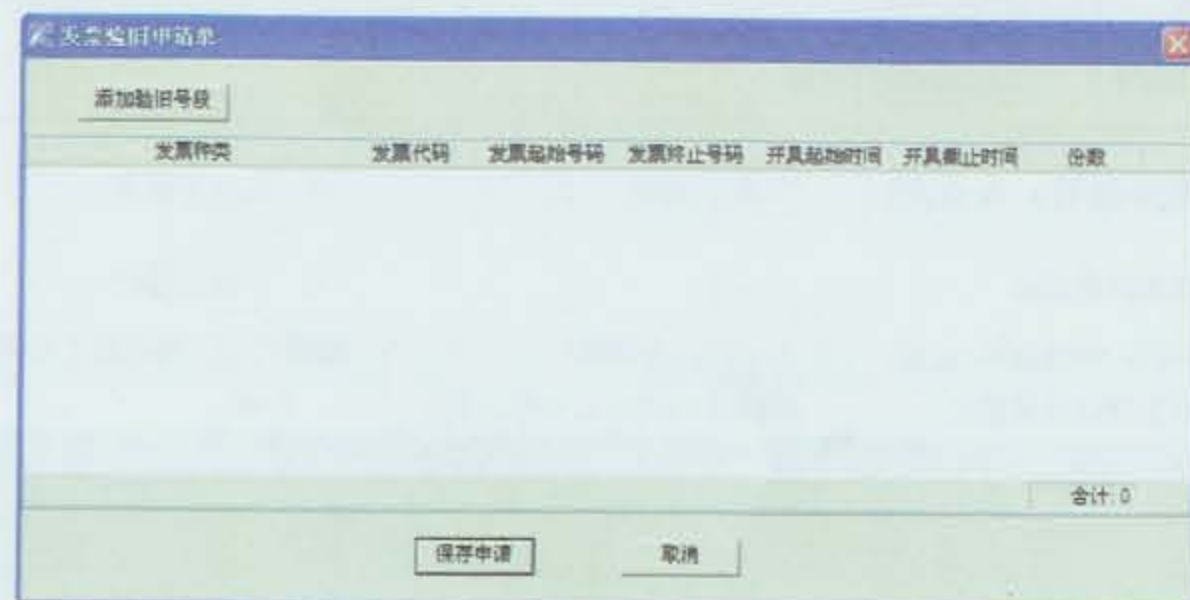 发票验旧申请单
添加验旧号段
发票种类 发票代码 发票起始号码 发票终止号码 开具起始时间 开具截止时间 份数
合计:0
保存申请 取消